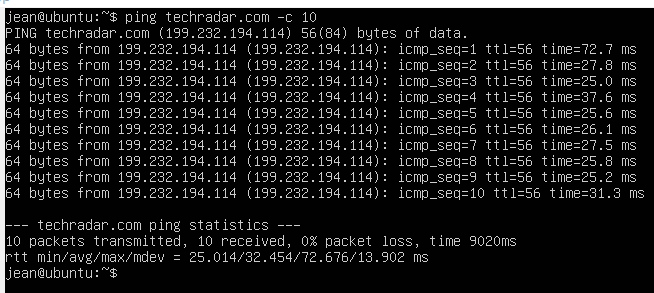 jean@ubuntu:~$ ping techradar.com -c 10
PING techradar.com (199.232.194.114) 56(84) bytes of data.
64 bytes from 199.232.194.114 (199.232.194.114): icmp_seq=1 ttl=56 time=72.7 ms
64 bytes from 199.232.194.114 (199.232.194.114): icmp_seq=2 ttl=56 time=27.8 ms
64 bytes from 199.232.194.114 (199.232.194.114): icmp_seq=3 ttl=56 time=25.0 ms
64 bytes from 199.232.194.114 (199.232.194.114): icmp_seq=4 ttl=56 time=37.6 ms
64 bytes from 199.232.194.114 (199.232.194.114): icmp_seq=5 ttl=56 time=25.6 ms
64 bytes from 199.232.194.114 (199.232.194.114): icmp_seq=6 ttl=56 time=26.1 ms
64 bytes from 199.232.194.114 (199.232.194.114): icmp_seq=7 ttl=56 time=27.5 ms
64 bytes from 199.232.194.114 (199.232.194.114): icmp_seq=8 ttl=56 time=25.8 ms
64 bytes from 199.232.194.114 (199.232.194.114): icmp_seq=9 ttl=56 time=25.2 ms
64 bytes from 199.232.194.114 (199.232.194.114): icmp_seq=10 ttl=56 time=31.3 ms
--- techradar.com ping statistics ---
10 packets transmitted, 10 received, 0% packet loss, time 9020ms
rtt min/avg/max/mdev = 25.014/32.454/72.676/13.902 ms
jean@ubuntu:~$